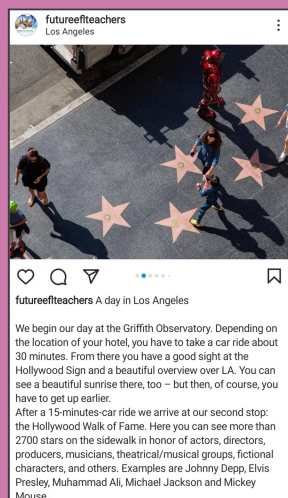 futureeflteachers
Los Angeles
futureeflteachers A day in Los Angeles
We begin our day at the Griffith Observatory. Depending on
the location of your hotel, you have to take a car ride about
30 minutes. From there you have a good sight at the
Hollywood Sign and a beautiful overview over LA. You can
see a beautiful sunrise there, too – but then, of course, you
have to get up earlier.
After a 15-minutes-car ride we arrive at our second stop:
the Hollywood Walk of Fame. Here you can see more than
2700 stars on the sidewalk in honor of actors, directors,
producers, musicians, theatrical/musical groups, fictional
characters, and others. Examples are Johnny Depp, Elvis
Presley, Muhammad Ali, Michael Jackson and Mickey
Mouse.